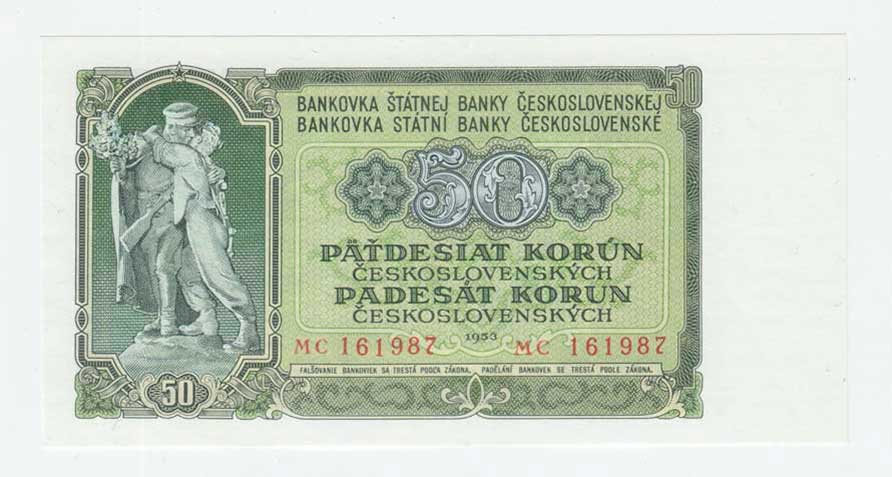 50
BANKOVKA ŠTÁTNEJ BANKY ČESKOSLOVENSKEJ
BANKOVKA STÁTNÍ BANKY ČESKOSLOVENSKÉ
50
PÄŤDESIAT KORÚN
ČESKOSLOVENSKÝCH
PADESÁT KORUN
ČESKOSLOVENSKÝCH
1953
MC 161987 MC 161987
FALŠOVANIE BANKOVIEK SA TRESTÁ PODĽA ZÁKONA. PADĚLÁNÍ BANKOVEK SE TRESTÁ PODLE ZÁKONA.
50